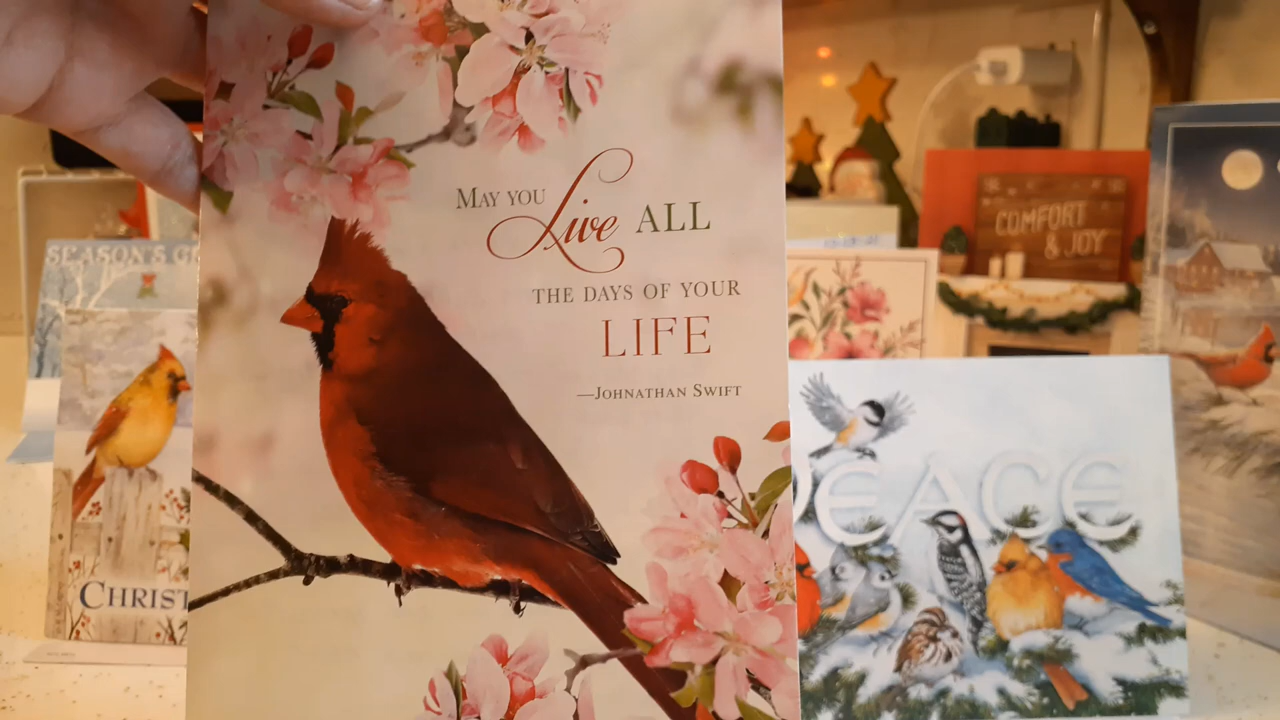 MAY YOU Live ALL
THE DAYS OF YOUR
LIFE
—JOHNATHAN SWIFT
SEASON'S G
CHRIST
COMFORT
& JOY
PEACE